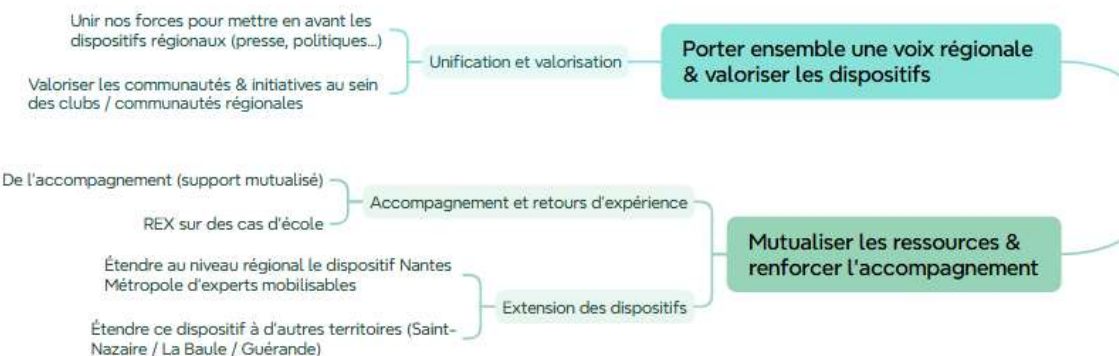 Unir nos forces pour mettre en avant les
dispositifs régionaux (presse, politiques...)
Unification et valorisation
Porter ensemble une voix régionale
& valoriser les dispositifs
Valoriser les communautés & initiatives au sein
des clubs / communautés régionales
De l'accompagnement (support mutualisé)
Accompagnement et retours d'expérience
REX sur des cas d'école
Mutualiser les ressources &
renforcer l'accompagnement
Étendre au niveau régional le dispositif Nantes
Métropole d'experts mobilisables
Extension des dispositifs
Étendre ce dispositif à d'autres territoires (Saint-
Nazaire / La Baule / Guérande)